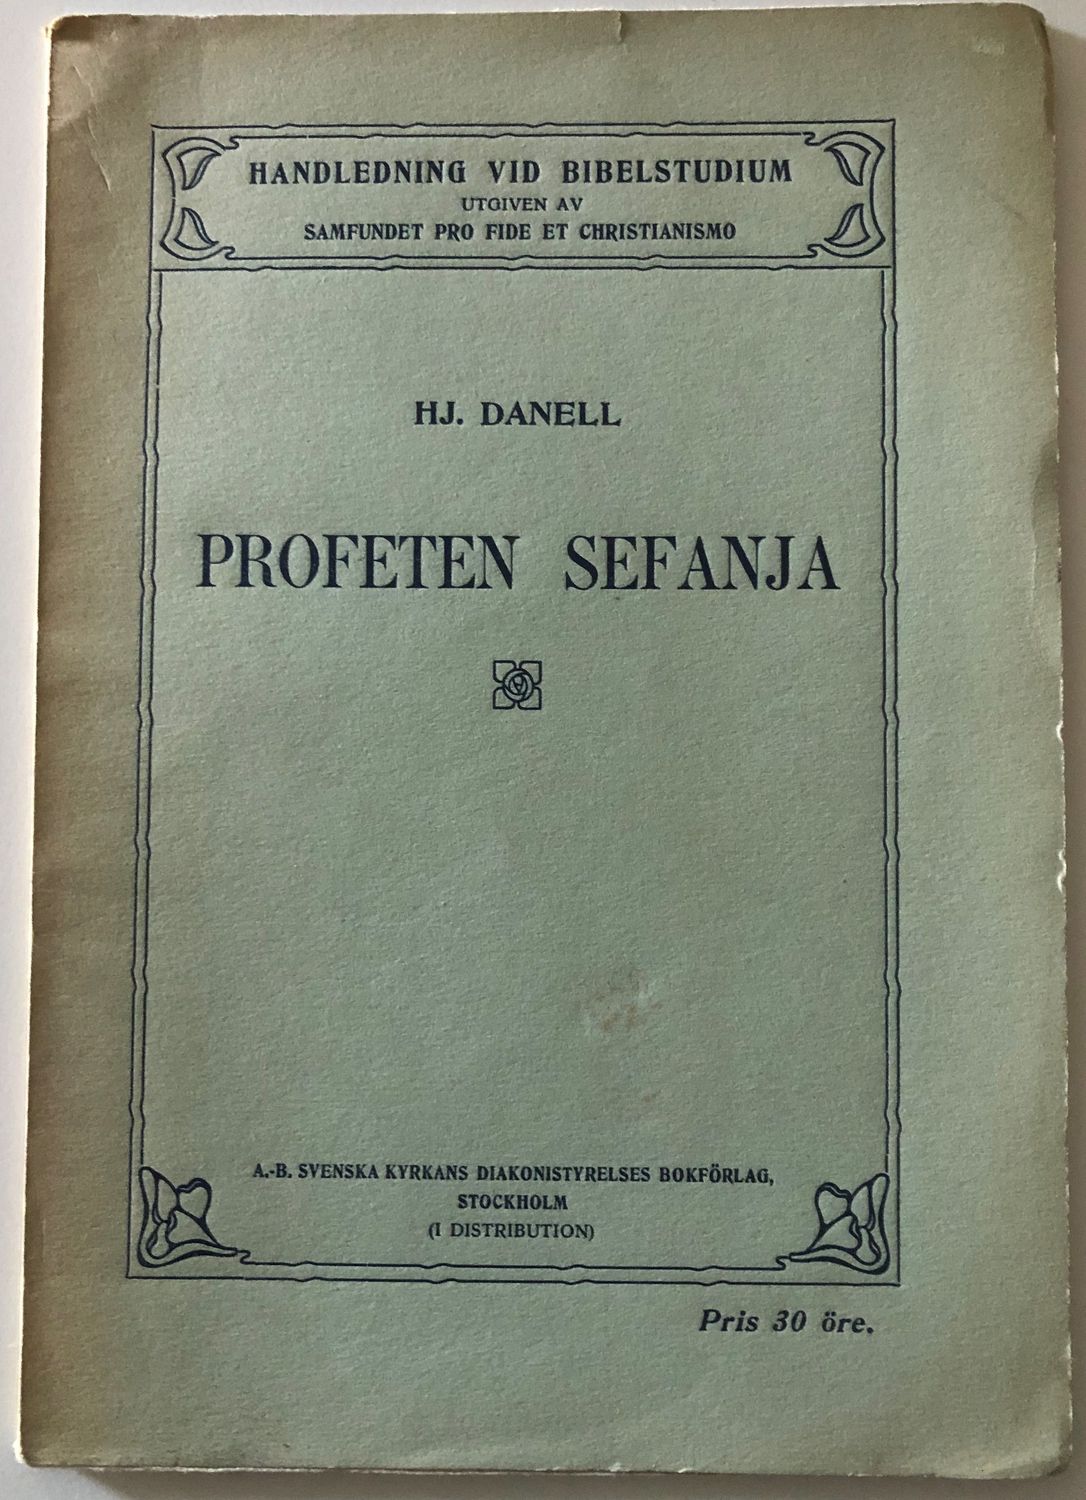 HANDLEDNING VID BIBELSTUDIUM
UTGIVEN AV
SAMFUNDET PRO FIDE ET CHRISTIANISMO
HJ. DANELL
PROFETEN SEFANJA
A.-B. SVENSKA KYRKANS DIAKONISTYRELSES BOKFÖRLAG,
STOCKHOLM
(I DISTRIBUTION)
Pris 30 öre.